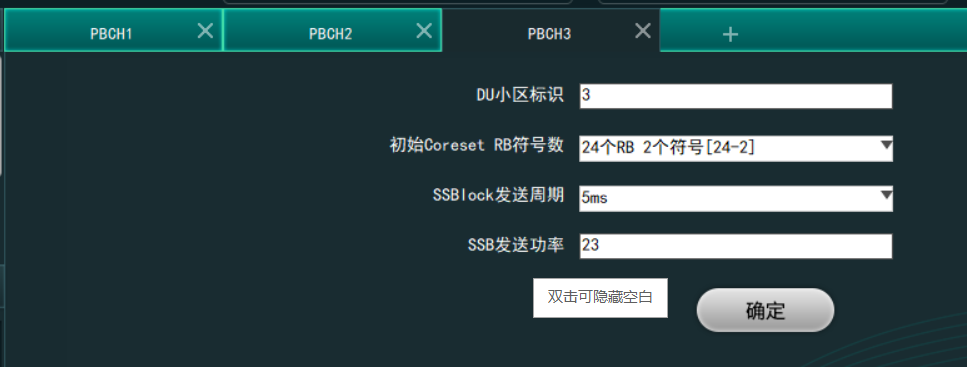 PBCH1 PBCH2 PBCH3 +
DU小区标识 3
初始Coreset RB符号数 24个RB 2个符号[24-2]
SSBlock发送周期 5ms
SSB发送功率 23
双击可隐藏空白 确定